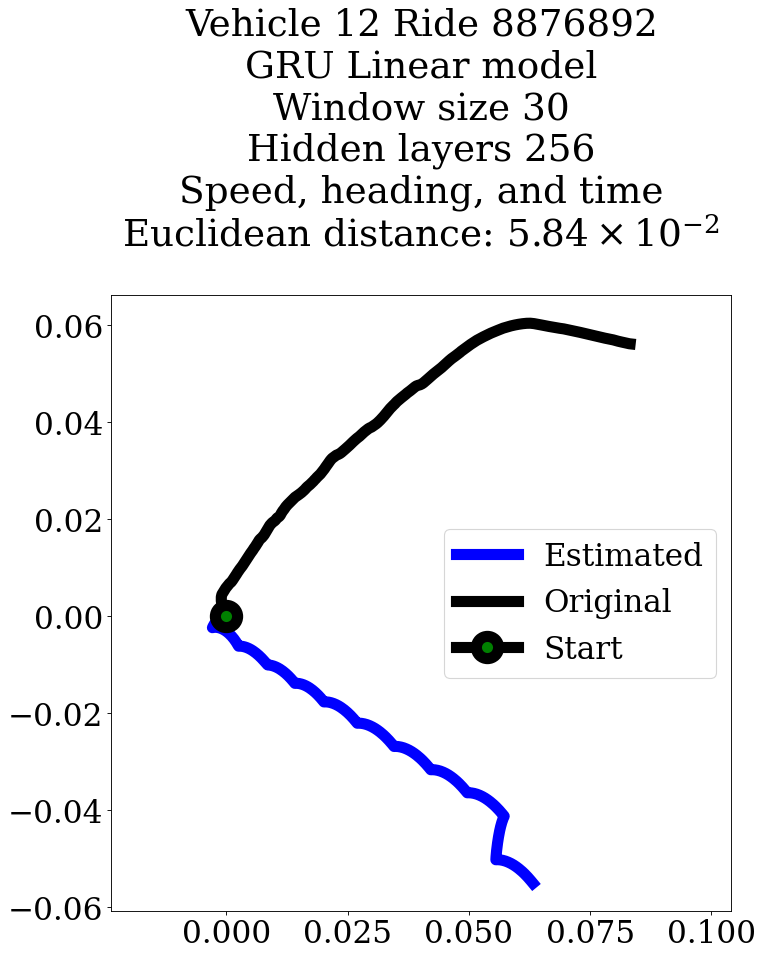 Vehicle 12 Ride 8876892
GRU Linear model
Window size 30
Hidden layers 256
Speed, heading, and time
Euclidean distance: 5.84 × 10⁻²
0.06
0.04
0.02
0.00
−0.02
−0.04
−0.06
Estimated
Original
Start
0.000 0.025 0.050 0.075 0.100